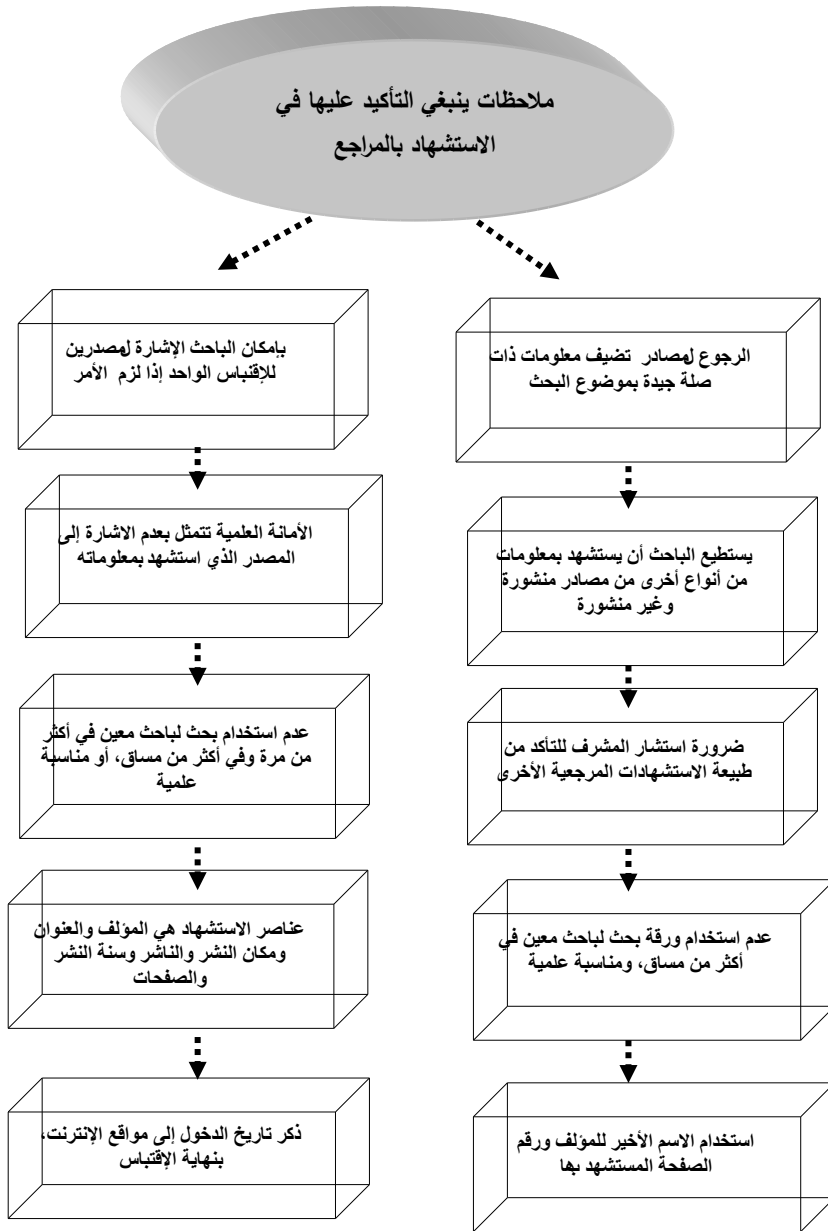 ملاحظات ينبغي التأكيد عليها في
الاستشهاد بالمراجع
الرجوع لمصادر تضيف معلومات ذات
صلة جيدة بموضوع البحث
يستطيع الباحث أن يستشهد بمعلومات
من أنواع أخرى من مصادر منشورة
وغير منشورة
ضرورة استشار المشرف للتأكد من
طبيعة الاستشهادات المرجعية الأخرى
عدم استخدام ورقة بحث لباحث معين في
أكثر من مساق، ومناسبة علمية
استخدام الاسم الأخير للمؤلف ورقم
الصفحة المستشهد بها
بإمكان الباحث الإشارة لمصدرين
للإقتباس الواحد إذا لزم الأمر
الأمانة العلمية تتمثل بعدم الاشارة إلى
المصدر الذي استشهد بمعلوماته
عدم استخدام بحث لباحث معين في أكثر
من مرة وفي أكثر من مساق، أو مناسبة
علمية
عناصر الاستشهاد هي المؤلف والعنوان
ومكان النشر والناشر وسنة النشر
والصفحات
ذكر تاريخ الدخول إلى مواقع الإنترنت،
بنهاية الإقتباس